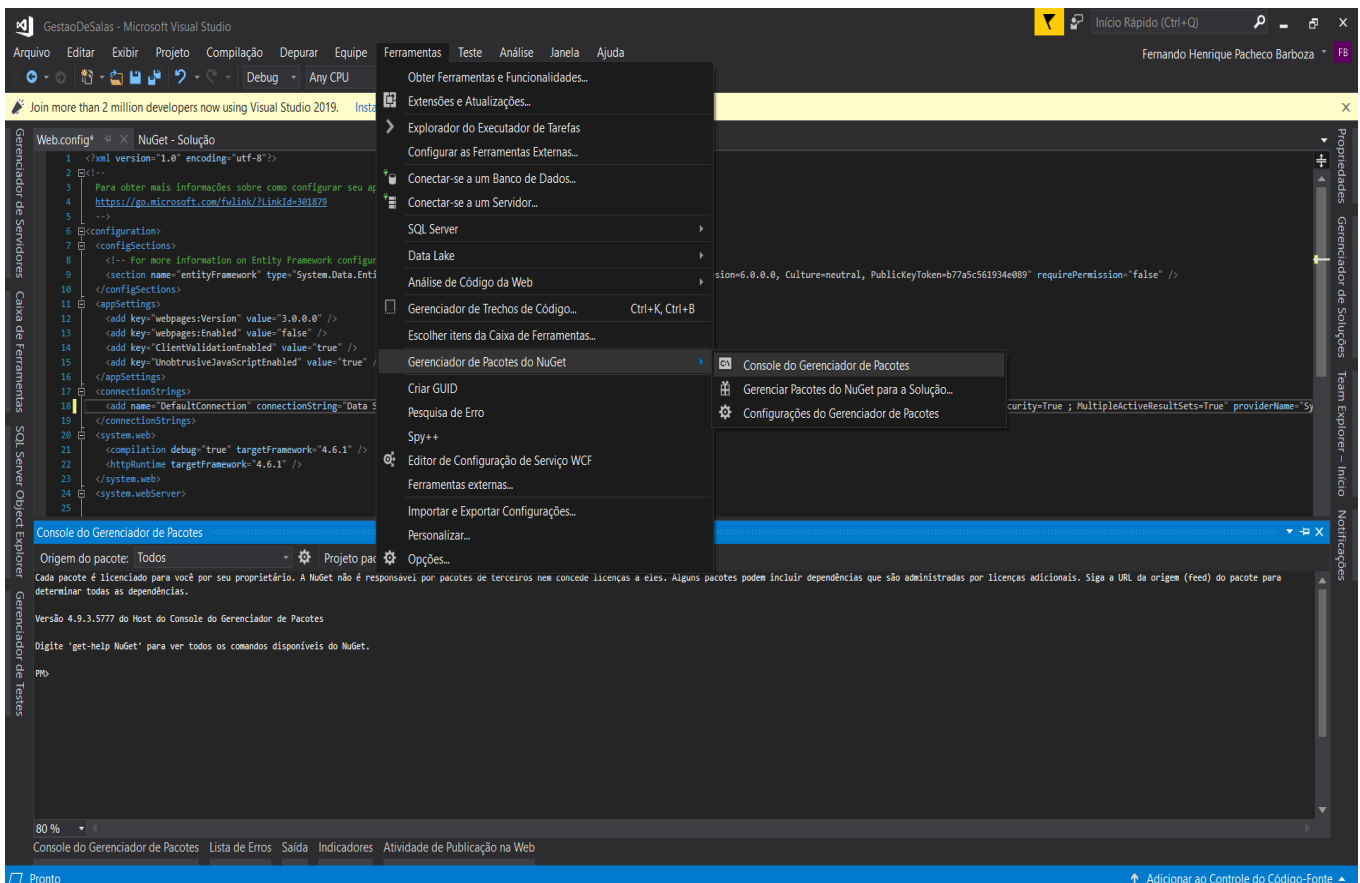 GestaoDeSalas - Microsoft Visual Studio
Início Rápido (Ctrl+Q)
Arquivo Editar Exibir Projeto Compilação Depurar Equipe Ferramentas Teste Análise Janela Ajuda
Fernando Henrique Pacheco Barboza FB
Debug Any CPU
Join more than 2 million developers now using Visual Studio 2019.
Web.config* NuGet - Solução
1 <?xml version="1.0" encoding="utf-8"?>
2 <!--
3 Para obter mais informações sobre como configurar seu
4 https://go.microsoft.com/fwlink/?LinkId=301879
5 -->
6 <configuration>
7 <configSections>
8 <!-- For more information on Entity Framework
9 <section name="entityFramework" type="System.Data. sion=6.0.0.0, Culture=neutral, PublicKeyToken=b77a5c561934e089" requirePermission="false" />
10 </configSections>
11 <appSettings>
12 <add key="webpages:Version" value="3.0.0.0" />
13 <add key="webpages:Enabled" value="false" />
14 <add key="ClientValidationEnabled" value="true" />
15 <add key="UnobtrusiveJavaScriptEnabled" value="true" /
16 </appSettings>
17 <connectionStrings>
18 <add name="DefaultConnection" connectionString="Data S curity=True ; MultipleActiveResultSets=True" providerName="Sy
19 </connectionStrings>
20 <system.web>
21 <compilation debug="true" targetFramework="4.6.1" />
22 <httpRuntime targetFramework="4.6.1" />
23 </system.web>
24 <system.webServer>
25
Obter Ferramentas e Funcionalidades...
Extensões e Atualizações...
Explorador do Executador de Tarefas
Configurar as Ferramentas Externas...
Conectar-se a um Banco de Dados...
Conectar-se a um Servidor...
SQL Server
Data Lake
Análise de Código da Web
Gerenciador de Trechos de Código... Ctrl+K, Ctrl+B
Escolher itens da Caixa de Ferramentas...
Gerenciador de Pacotes do NuGet
Criar GUID
Pesquisa de Erro
Spy++
Editor de Configuração de Serviço WCF
Ferramentas externas...
Importar e Exportar Configurações...
Personalizar...
Opções...
Console do Gerenciador de Pacotes
Gerenciar Pacotes do NuGet para a Solução...
Configurações do Gerenciador de Pacotes
Console do Gerenciador de Pacotes
Origem do pacote: Todos Projeto
Cada pacote é licenciado para você por seu proprietário. A NuGet não é responsável por pacotes de terceiros nem concede licenças a eles. Alguns pacotes podem incluir dependências que são administradas por licenças adicionais. Siga a URL da origem (feed) do pacote para
determinar todas as dependências.
Versão 4.9.3.5777 do Host do Console do Gerenciador de Pacotes
Digite 'get-help NuGet' para ver todos os comandos disponíveis do NuGet.
PM>
80 %
Console do Gerenciador de Pacotes Lista de Erros Saída Indicadores Atividade de Publicação na Web
Pronto
Adicionar ao Controle do Código-Fonte
Gerenciador de Servidores
Caixa de Ferramentas
SQL Server Object Explorer
Gerenciador de Testes
Propriedades
Gerenciador de Soluções
Team Explorer – Início
Notificações